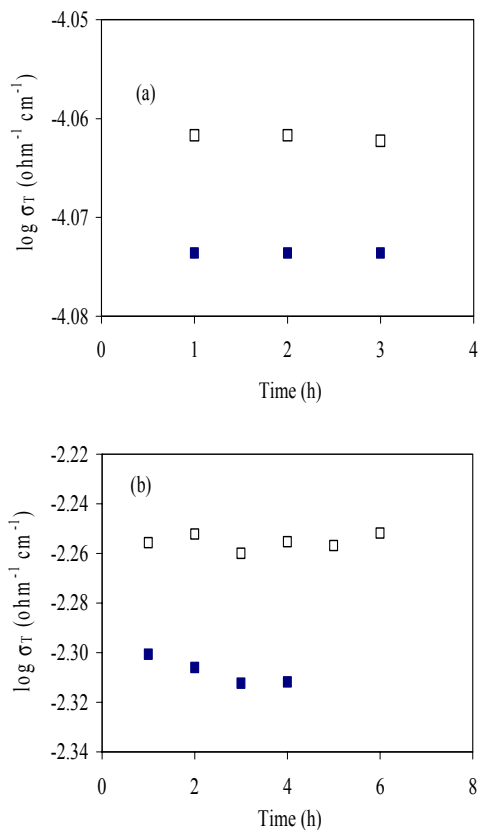 -4.05
(a)
-4.06
-4.07
-4.08
log σT (ohm-1 cm-1)
0 1 2 3 4
Time (h)
-2.22
(b)
-2.24
-2.26
-2.28
-2.30
-2.32
-2.34
log σT (ohm-1 cm-1)
0 2 4 6 8
Time (h)